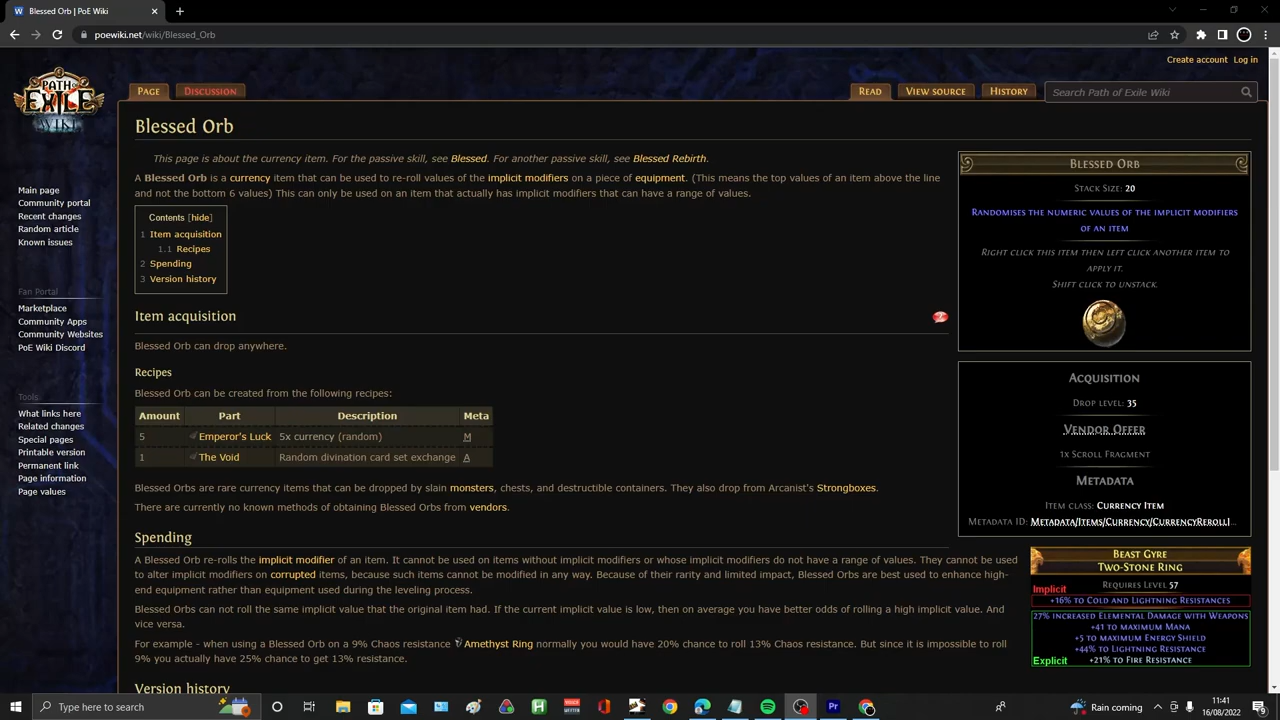 Blessed Orb | PoE Wiki
poewiki.net/wiki/Blessed_Orb
Create account Log in
PATH OF EXILE WIKI
PAGE DISCUSSION READ VIEW SOURCE HISTORY Search Path of Exile Wiki
Blessed Orb
This page is about the currency item. For the passive skill, see Blessed. For another passive skill, see Blessed Rebirth.
A Blessed Orb is a currency item that can be used to re-roll values of the implicit modifiers on a piece of equipment. (This means the top values of an item above the line
and not the bottom 6 values) This can only be used on an item that actually has implicit modifiers that can have a range of values.
Contents [hide]
1 Item acquisition
1.1 Recipes
2 Spending
3 Version history
Main page
Community portal
Recent changes
Random article
Known issues
Fan Portal
Marketplace
Community Apps
Community Websites
PoE Wiki Discord
Tools
What links here
Related changes
Special pages
Printable version
Permanent link
Page information
Page values
Item acquisition
Blessed Orb can drop anywhere.
Recipes
Blessed Orb can be created from the following recipes:
Amount Part Description Meta
5 Emperor's Luck 5x currency (random) M
1 The Void Random divination card set exchange A
Blessed Orbs are rare currency items that can be dropped by slain monsters, chests, and destructible containers. They also drop from Arcanist's Strongboxes.
There are currently no known methods of obtaining Blessed Orbs from vendors.
Spending
A Blessed Orb re-rolls the implicit modifier of an item. It cannot be used on items without implicit modifiers or whose implicit modifiers do not have a range of values. They cannot be used
to alter implicit modifiers on corrupted items, because such items cannot be modified in any way. Because of their rarity and limited impact, Blessed Orbs are best used to enhance high-
end equipment rather than equipment used during the leveling process.
Blessed Orbs can not roll the same implicit value that the original item had. If the current implicit value is low, then on average you have better odds of rolling a high implicit value. And
vice versa.
For example - when using a Blessed Orb on a 9% Chaos resistance Amethyst Ring normally you would have 20% chance to roll 13% Chaos resistance. But since it is impossible to roll
9% you actually have 25% chance to get 13% resistance.
Version history
BLESSED ORB
STACK SIZE: 20
RANDOMISES THE NUMERIC VALUES OF THE IMPLICIT MODIFIERS
OF AN ITEM
RIGHT CLICK THIS ITEM THEN LEFT CLICK ANOTHER ITEM TO
APPLY IT.
SHIFT CLICK TO UNSTACK.
ACQUISITION
DROP LEVEL: 35
VENDOR OFFER
1X SCROLL FRAGMENT
METADATA
ITEM CLASS: CURRENCY ITEM
METADATA ID: METADATA/ITEMS/CURRENCY/CURRENCYREROLLI...
BEAST GYRE
TWO-STONE RING
REQUIRES LEVEL 57
Implicit
+16% TO COLD AND LIGHTNING RESISTANCES
27% INCREASED ELEMENTAL DAMAGE WITH WEAPONS
+41 TO MAXIMUM MANA
+5 TO MAXIMUM ENERGY SHIELD
+44% TO LIGHTNING RESISTANCE
Explicit +21% TO FIRE RESISTANCE
Type here to search
Rain coming
11:41
16/08/2022